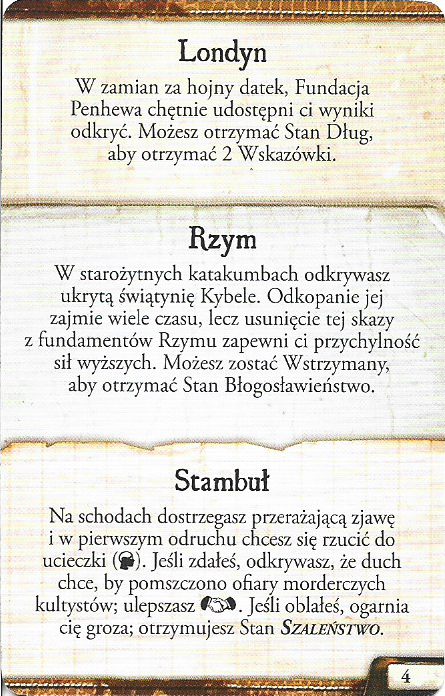 Londyn
W zamian za hojny datek, Fundacja
Penhewa chętnie udostępni ci wyniki
odkryć. Możesz otrzymać Stan Dług,
aby otrzymać 2 Wskazówki.
Rzym
W starożytnych katakumbach odkrywasz
ukrytą świątynię Kybele. Odkopanie jej
zajmie wiele czasu, lecz usunięcie tej skazy
z fundamentów Rzymu zapewni ci przychylność
sił wyższych. Możesz zostać Wstrzymany,
aby otrzymać Stan Błogosławieństwo.
Stambuł
Na schodach dostrzegasz przerażającą zjawę
i w pierwszym odruchu chcesz się rzucić do
ucieczki (). Jeśli zdałeś, odkrywasz, że duch
chce, by pomszczono ofiary morderczych
kultystów; ulepszasz . Jeśli oblałeś, ogarnia
cię groza; otrzymujesz Stan SZALEŃSTWO.
4